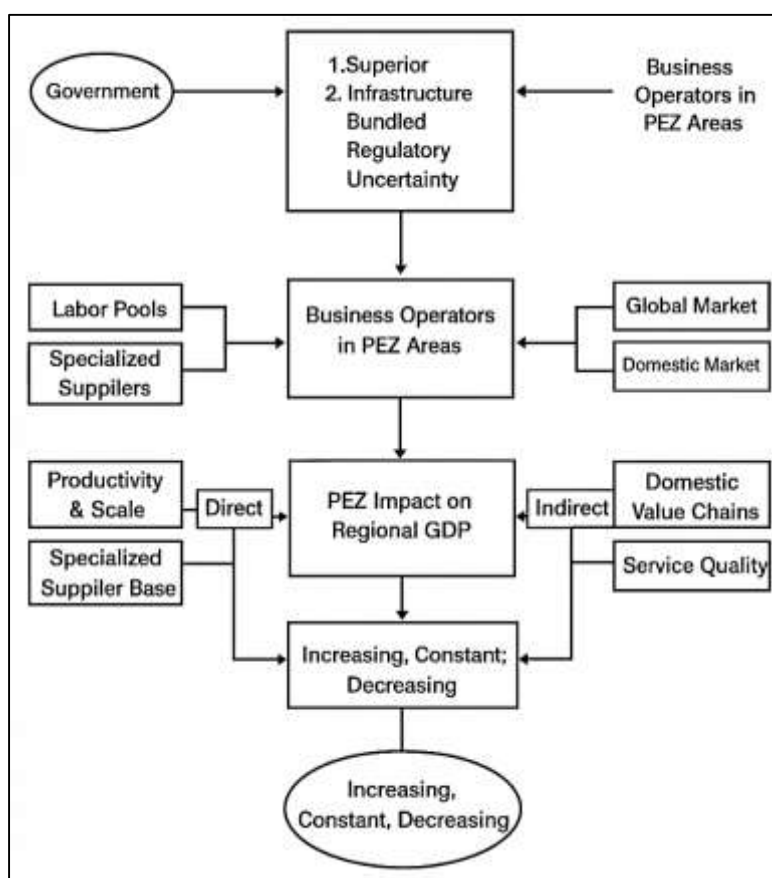 Government
1.Superior
2. Infrastructure
Bundled
Regulatory
Uncertainty
Business
Operators in
PEZ Areas
Labor Pools
Specialized
Suppilers
Business Operators
in PEZ Areas
Global Market
Domestic Market
Productivity
& Scale
Direct
Specialized
Suppiler Base
PEZ Impact on
Regional GDP
Indirect
Domestic
Value Chains
Service Quality
Increasing, Constant;
Decreasing
Increasing,
Constant, Decreasing